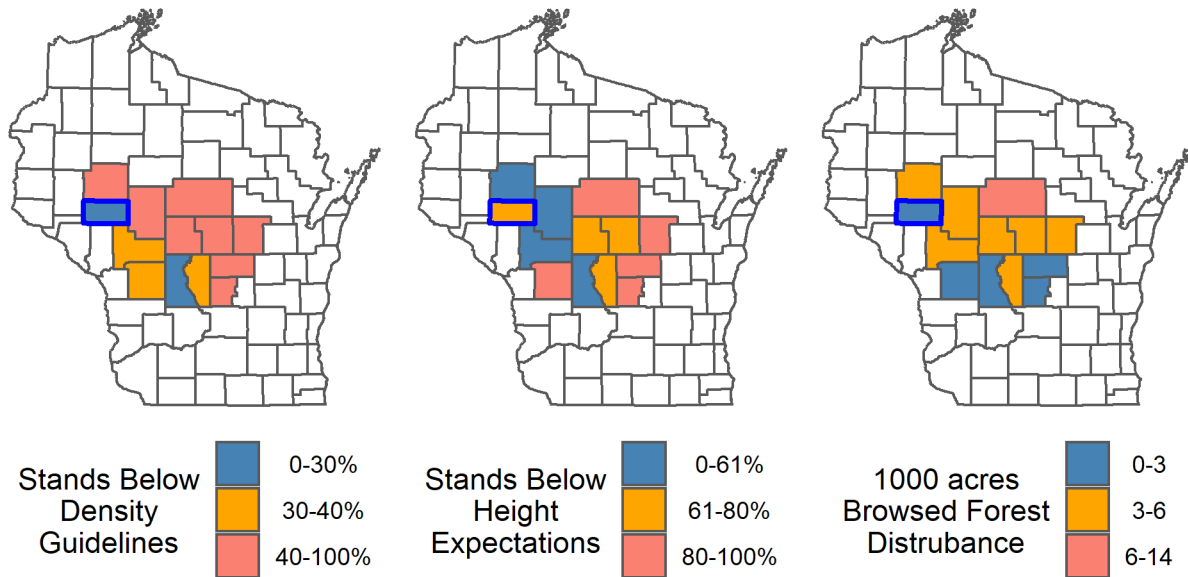 Stands Below
Density
Guidelines
0-30%
30-40%
40-100%
Stands Below
Height
Expectations
0-61%
61-80%
80-100%
1000 acres
Browsed Forest
Distrubance
0-3
3-6
6-14